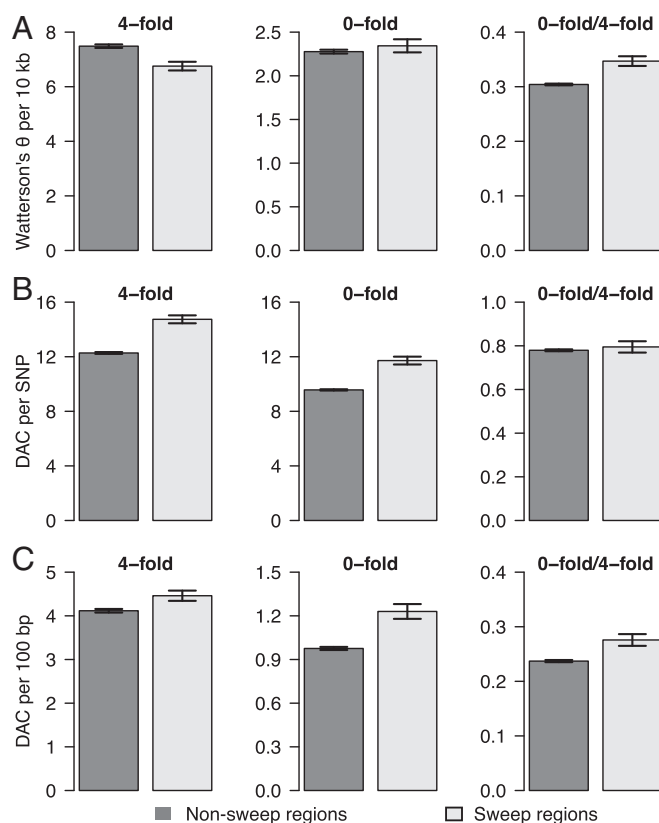 A
4–fold
0–fold
0–fold/4–fold
Watterson's θ per 10 kb
8
6
4
2
0
2.5
2.0
1.5
1.0
0.5
0.0
0.4
0.3
0.2
0.1
0.0
B
4–fold
0–fold
0–fold/4–fold
DAC per SNP
16
12
8
4
0
16
12
8
4
0
1.0
0.8
0.6
0.4
0.2
0.0
C
4–fold
0–fold
0–fold/4–fold
DAC per 100 bp
5
4
3
2
1
0
1.5
1.2
0.9
0.6
0.3
0.0
0.4
0.3
0.2
0.1
0.0
Non-sweep regions
Sweep regions